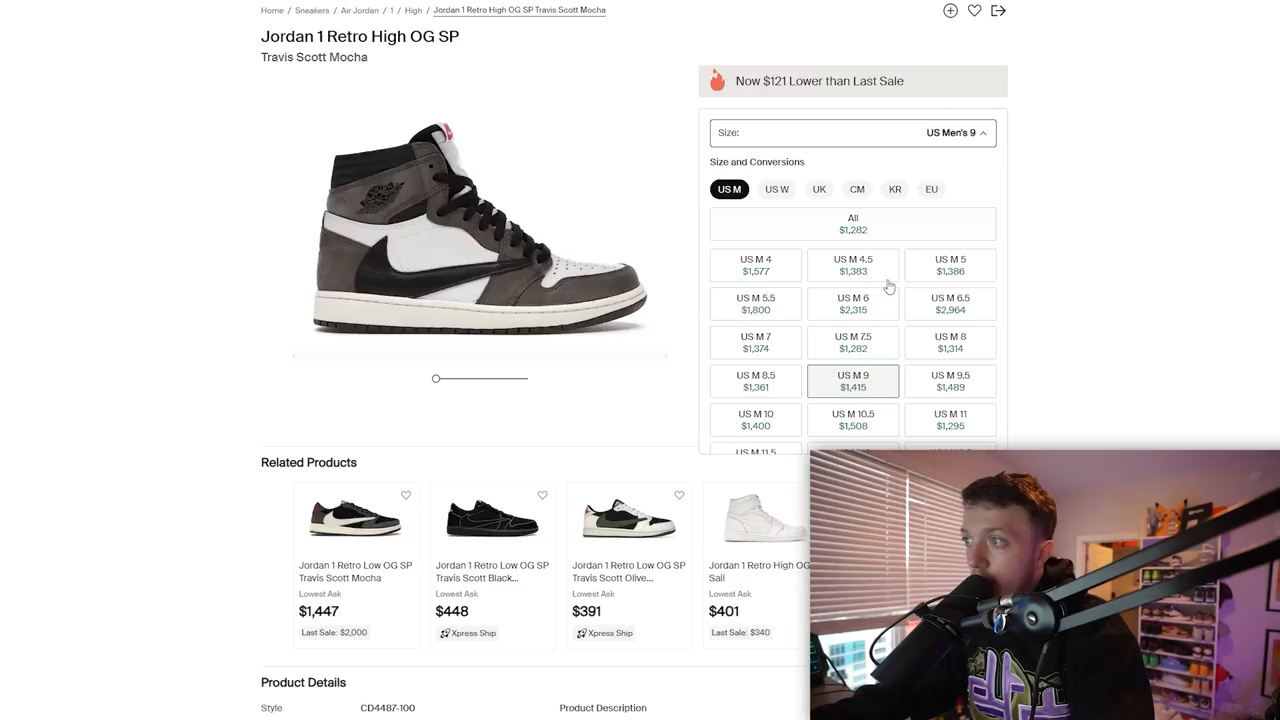 Home / Sneakers / Air Jordan / 1 / High / Jordan 1 Retro High OG SP Travis Scott Mocha
Jordan 1 Retro High OG SP
Travis Scott Mocha
Now $121 Lower than Last Sale
Size: US Men's 9
Size and Conversions
US M US W UK CM KR EU
All
$1,282
US M 4 US M 4.5 US M 5
$1,577 $1,383 $1,386
US M 5.5 US M 6 US M 6.5
$1,800 $2,315 $2,964
US M 7 US M 7.5 US M 8
$1,374 $1,282 $1,314
US M 8.5 US M 9 US M 9.5
$1,361 $1,415 $1,489
US M 10 US M 10.5 US M 11
$1,400 $1,508 $1,295
US M 11.5
Related Products
Jordan 1 Retro Low OG SP
Travis Scott Mocha
Lowest Ask
$1,447
Last Sale: $2,000
Jordan 1 Retro Low OG SP
Travis Scott Black...
Lowest Ask
$448
Xpress Ship
Jordan 1 Retro Low OG SP
Travis Scott Olive...
Lowest Ask
$391
Xpress Ship
Jordan 1 Retro High OG
Sail
Lowest Ask
$401
Last Sale: $340
Product Details
Style CD4487-100 Product Description